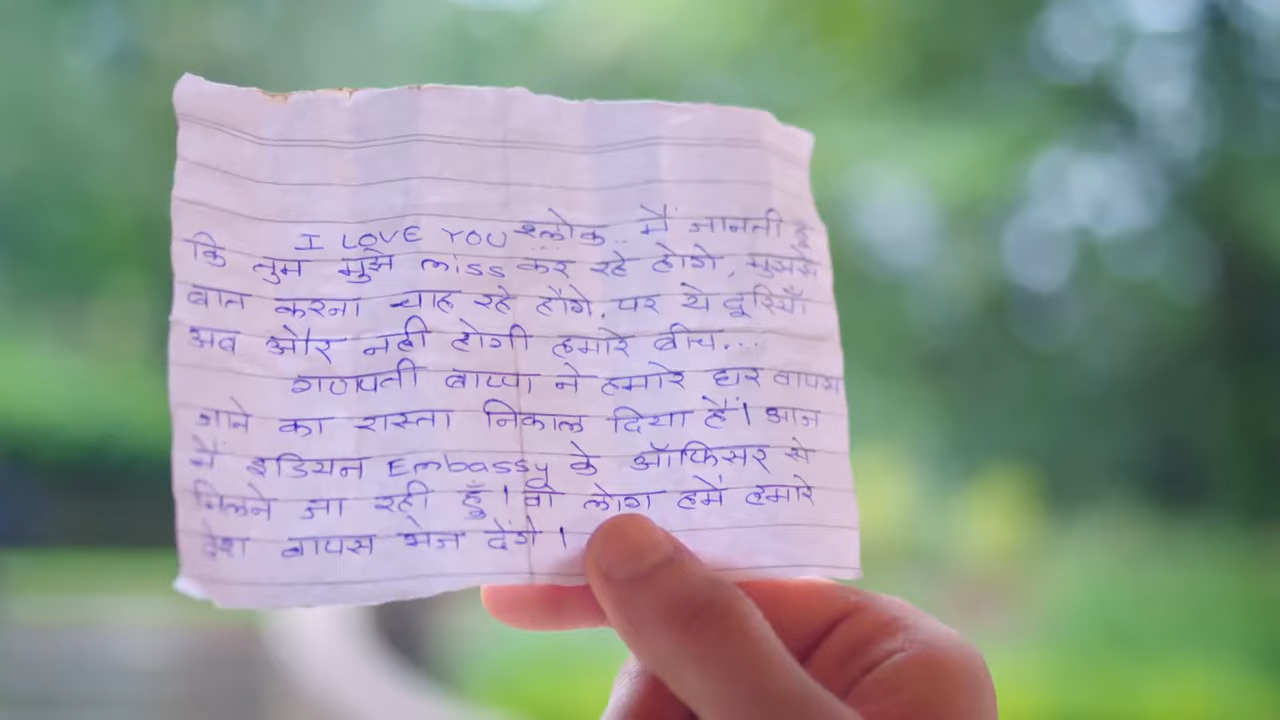 I LOVE YOU श्लोक.. मैं जानती हूँ
कि तुम मुझे miss कर रहे होगे, मुझसे
बात करना चाह रहे होंगे, पर ये दूरियाँ
अब और नही होगी हमारे बीच...
गणपती बाप्पा ने हमारे घर वापस
जाने का रास्ता निकाल दिया है। आज
मैं इंडियन Embassy के ऑफिसर से
मिलने जा रही हूँ। वो लोग हमें हमारे
देश वापस भेज देंगे।